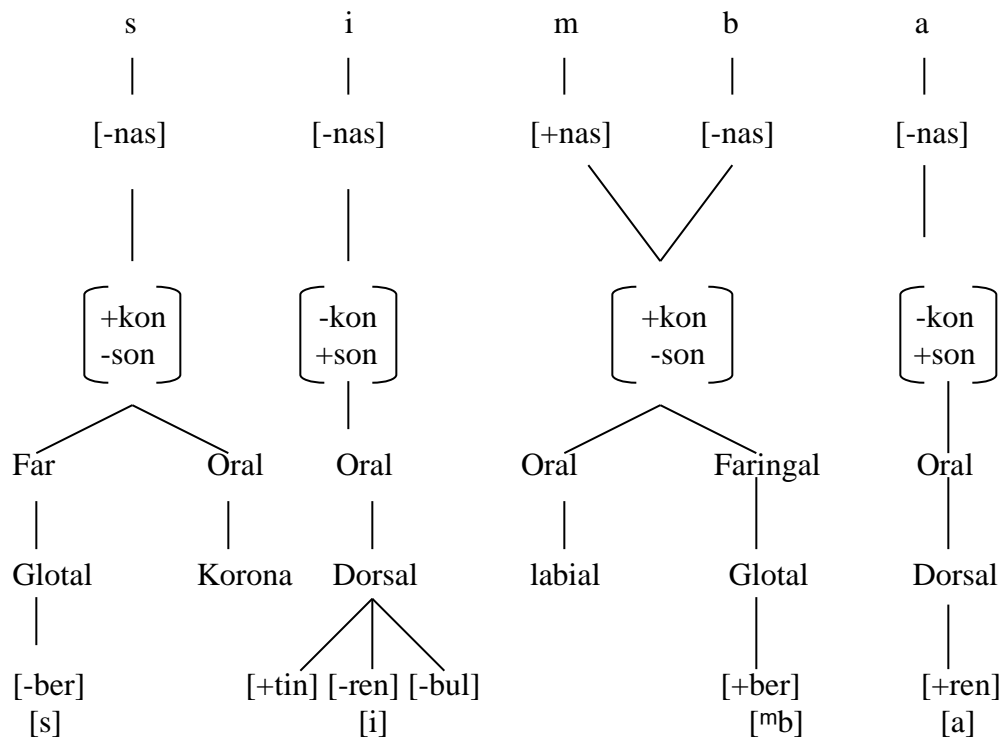 s i m b a
[-nas] [-nas] [+nas] [-nas] [-nas]
+kon -kon +kon -kon
-son +son -son +son
Far Oral Oral Oral Faringal Oral
Glotal Korona Dorsal labial Glotal Dorsal
[-ber] [+tin] [-ren] [-bul] [+ber] [+ren]
[s] [i] [ᵐb] [a]